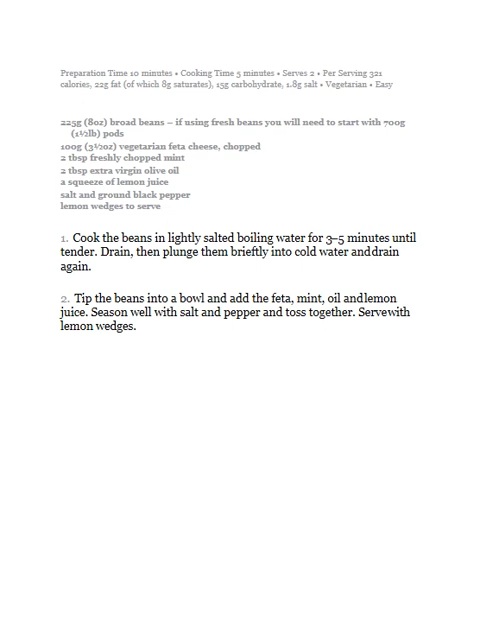 Preparation Time 10 minutes • Cooking Time 5 minutes • Serves 2 • Per Serving 321
calories, 22g fat (of which 8g saturates), 15g carbohydrate, 1.8g salt • Vegetarian • Easy
225g (8oz) broad beans – if using fresh beans you will need to start with 700g
(1½lb) pods
100g (3½oz) vegetarian feta cheese, chopped
2 tbsp freshly chopped mint
2 tbsp extra virgin olive oil
a squeeze of lemon juice
salt and ground black pepper
lemon wedges to serve
1. Cook the beans in lightly salted boiling water for 3–5 minutes until
tender. Drain, then plunge them brieftly into cold water anddrain
again.
2. Tip the beans into a bowl and add the feta, mint, oil andlemon
juice. Season well with salt and pepper and toss together. Servewith
lemon wedges.